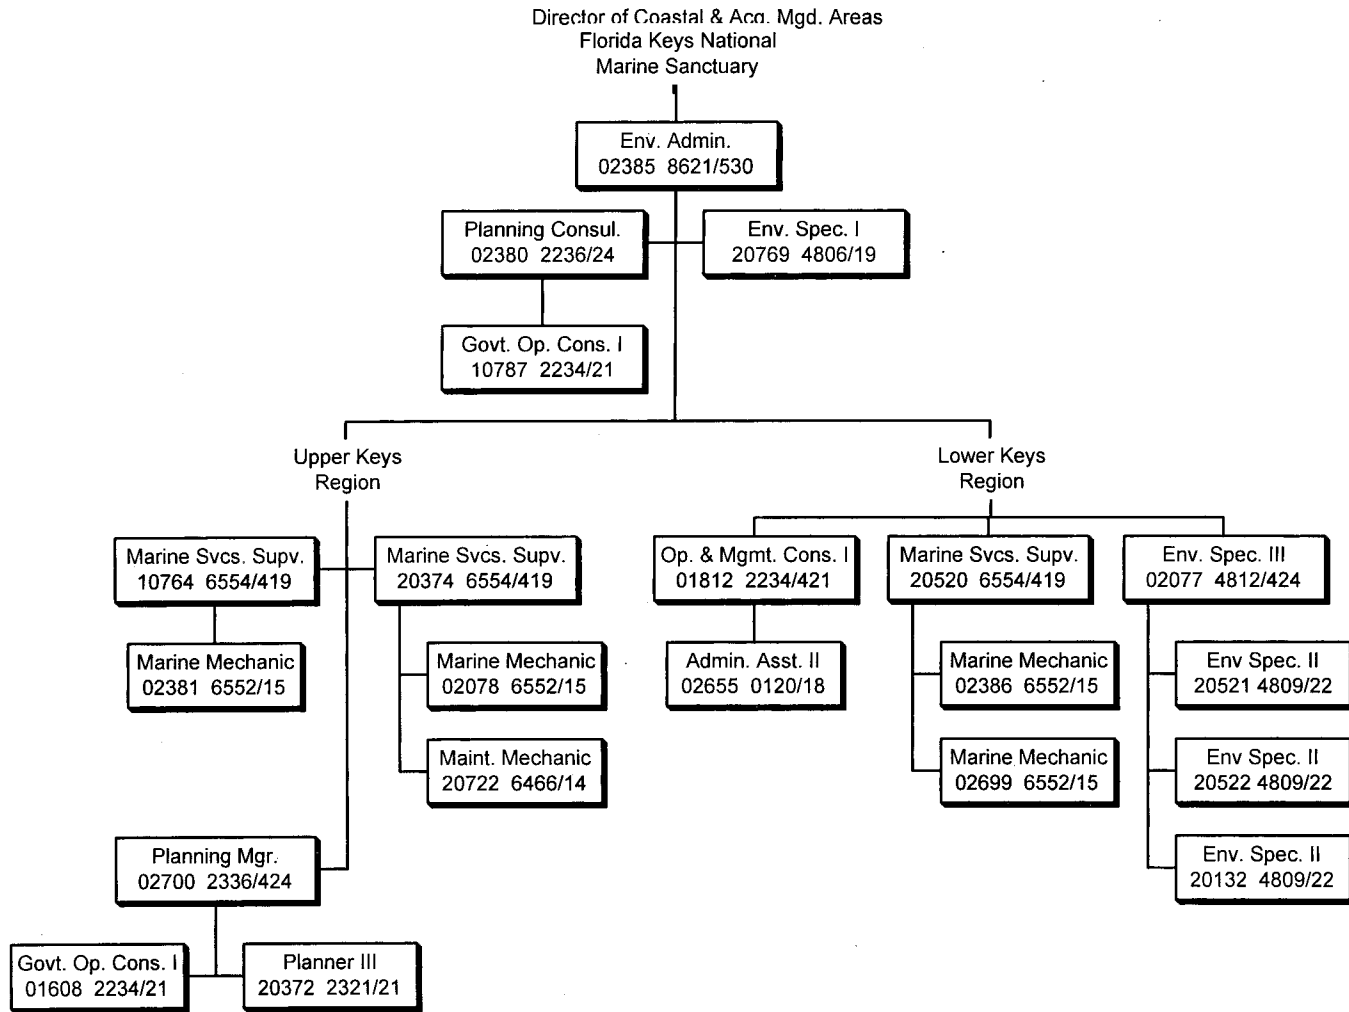 Director of Coastal & Acq. Mgd. Areas
Florida Keys National
Marine Sanctuary
Env. Admin.
02385 8621/530
Planning Consul.
02380 2236/24
Env. Spec. I
20769 4806/19
Govt. Op. Cons. I
10787 2234/21
Upper Keys
Region
Lower Keys
Region
Marine Svcs. Supv.
10764 6554/419
Marine Svcs. Supv.
20374 6554/419
Op. & Mgmt. Cons. I
01812 2234/421
Marine Svcs. Supv.
20520 6554/419
Env. Spec. III
02077 4812/424
Marine Mechanic
02381 6552/15
Marine Mechanic
02078 6552/15
Admin. Asst. II
02655 0120/18
Marine Mechanic
02386 6552/15
Env Spec. II
20521 4809/22
Maint. Mechanic
20722 6466/14
Marine Mechanic
02699 6552/15
Env Spec. II
20522 4809/22
Planning Mgr.
02700 2336/424
Env. Spec. II
20132 4809/22
Govt. Op. Cons. I
01608 2234/21
Planner III
20372 2321/21